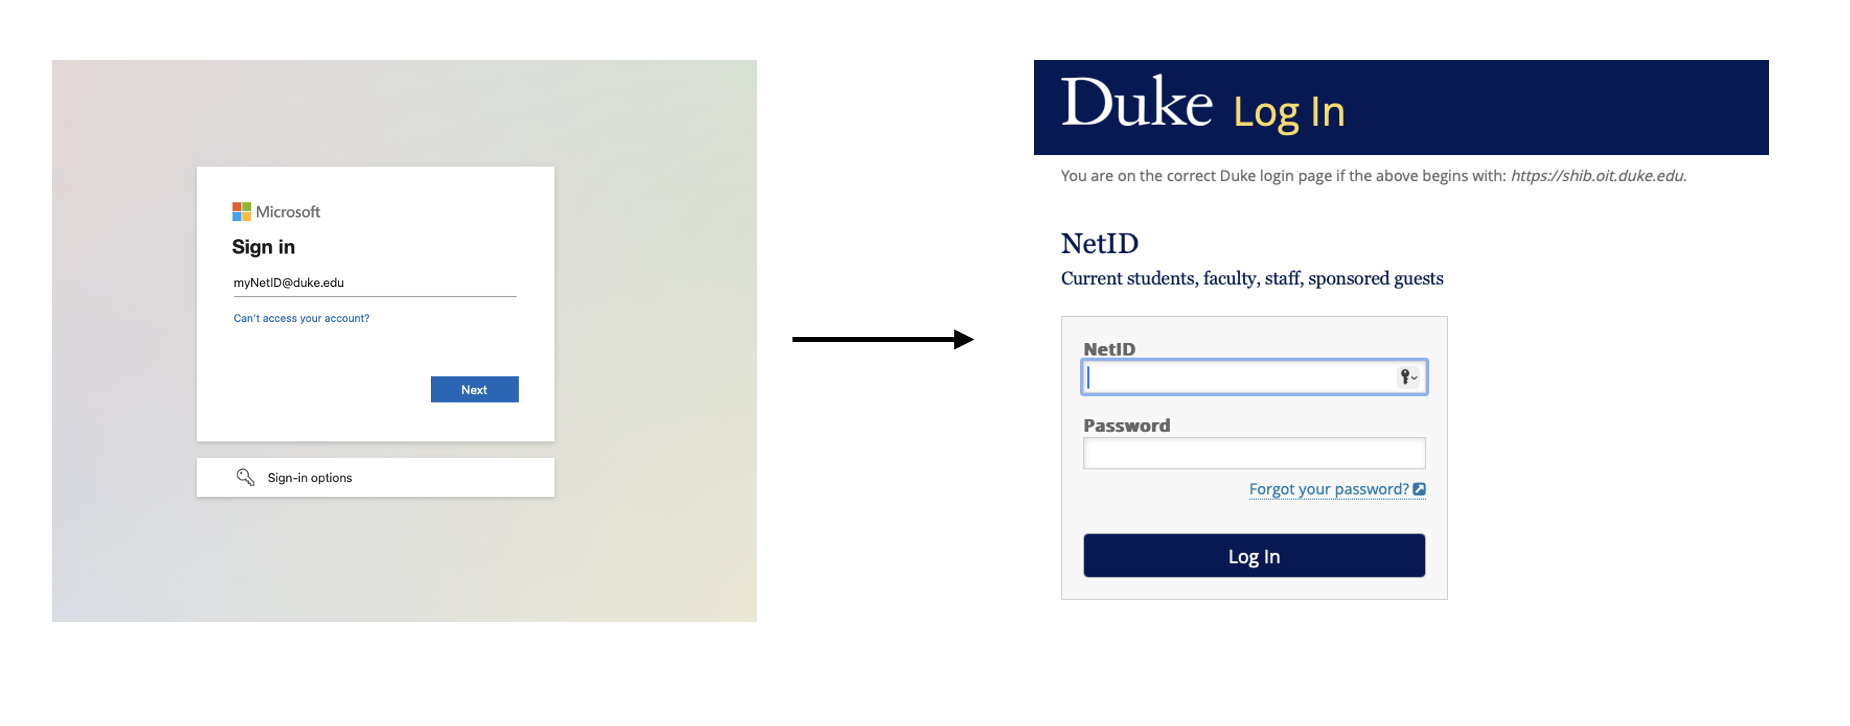 Microsoft
Sign in
myNetID@duke.edu
Can't access your account?
Next
Sign-in options
Duke Log In
You are on the correct Duke login page if the above begins with: https://shib.oit.duke.edu.
NetID
Current students, faculty, staff, sponsored guests
NetID
Password
Forgot your password?
Log In